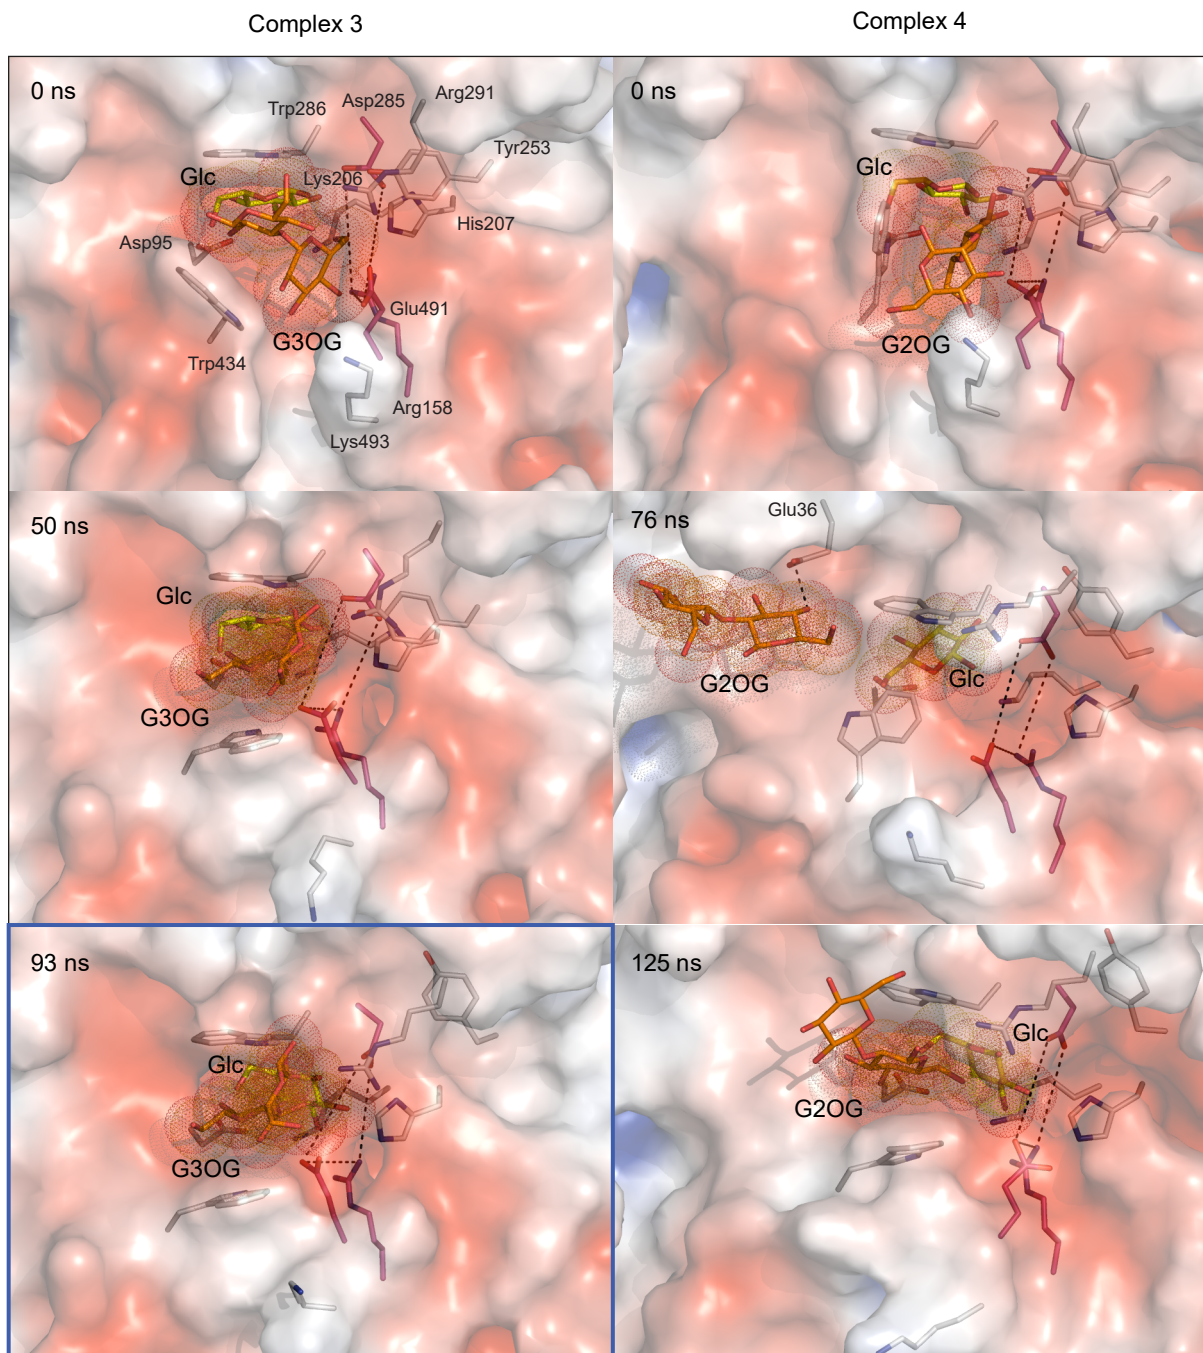 Complex 3
Complex 4
0 ns
Trp286
Asp285
Arg291
Tyr253
Glc
Lys206
His207
Asp95
Glu491
G3OG
Trp434
Arg158
Lys493
0 ns
Glc
G2OG
50 ns
Glc
G3OG
76 ns
Glu36
G2OG
Glc
93 ns
Glc
G3OG
125 ns
Glc
G2OG